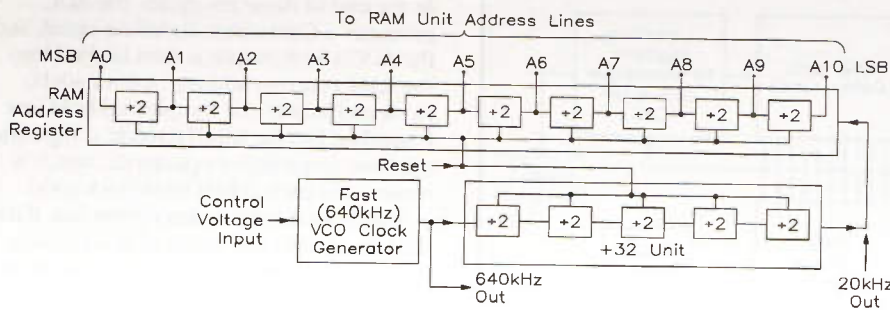 To RAM Unit Address Lines
MSB A0 A1 A2 A3 A4 A5 A6 A7 A8 A9 A10 LSB
RAM
Address
Register
÷2 ÷2 ÷2 ÷2 ÷2 ÷2 ÷2 ÷2 ÷2 ÷2
Reset
Control
Voltage
Input
Fast
(640kHz)
VCO Clock
Generator
÷2 ÷2 ÷2 ÷2 ÷2
÷32 Unit
640kHz
Out
20kHz
Out